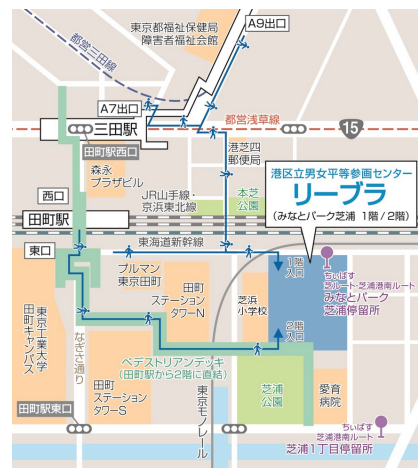 A9出口
東京都福祉保健局
障害者福祉会館
都営三田線
A7出口
三田駅
都営浅草線
15
田町駅西口
港芝四
郵便局
森永
プラザビル
港区立男女平等参画センター
リーブラ
(みなとパーク芝浦 1階/2階)
西口
JR山手線・
京浜東北線
本芝
公園
田町駅
東海道新幹線
東口
1階
入口
ちぃばす
芝ルート・芝浦港南ルート
みなとパーク
芝浦停留所
プルマン
東京田町
田町
ステーション
タワーN
芝浜
小学校
2階
入口
東京工業大学
田町キャンパス
なぎさ通り
ペデストリアンデッキ
(田町駅から2階に直結)
田町
ステーション
タワーS
東京モノレール
芝浦
公園
愛育
病院
田町駅東口
ちぃばす
芝浦港南ルート
芝浦1丁目停留所